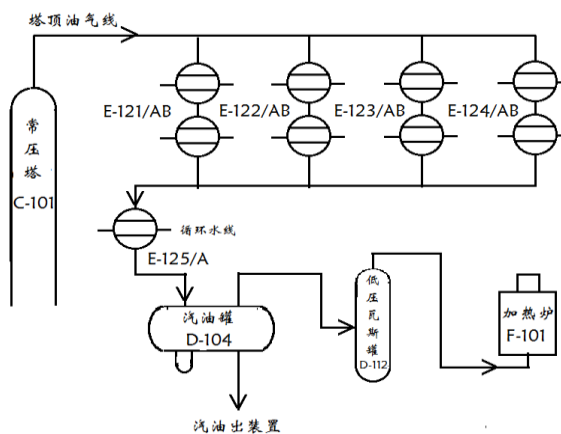 塔顶油气线
E-121/AB
E-122/AB
E-123/AB
E-124/AB
常压塔
C-101
循环水线
E-125/A
汽油罐
D-104
低压瓦斯罐
D-112
加热炉
F-101
汽油出装置